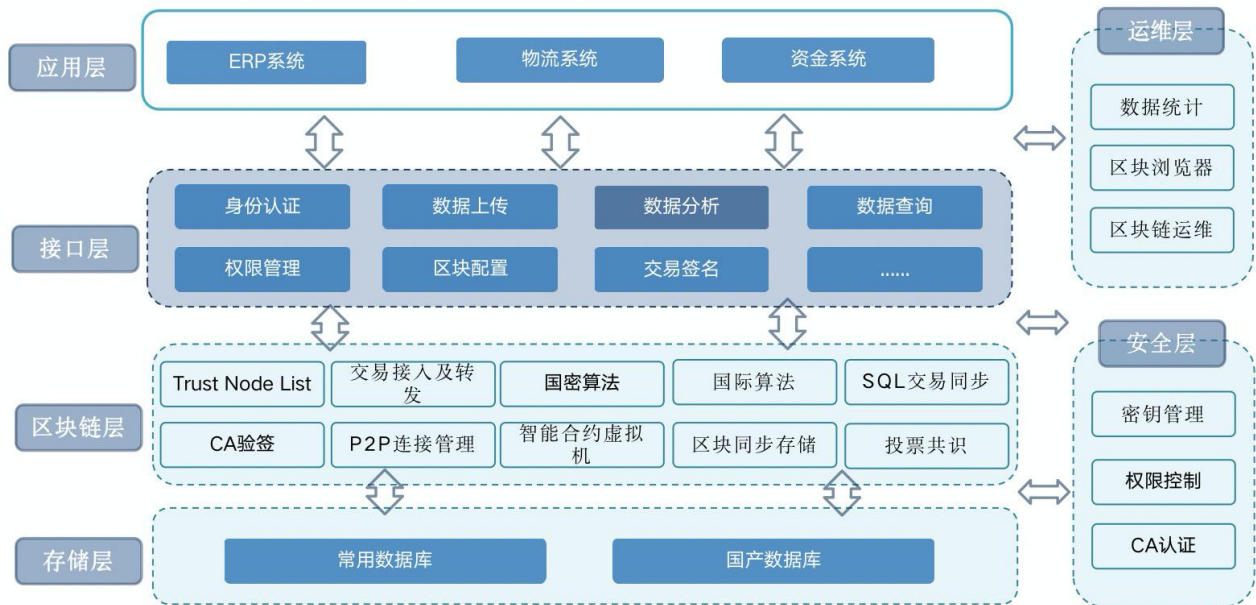 应用层
ERP系统
物流系统
资金系统
运维层
数据统计
区块浏览器
区块链运维
接口层
身份认证
数据上传
数据分析
数据查询
权限管理
区块配置
交易签名
......
区块链层
Trust Node List
交易接入及转
发
国密算法
国际算法
SQL交易同步
CA验签
P2P连接管理
智能合约虚拟
机
区块同步存储
投票共识
安全层
密钥管理
权限控制
CA认证
存储层
常用数据库
国产数据库